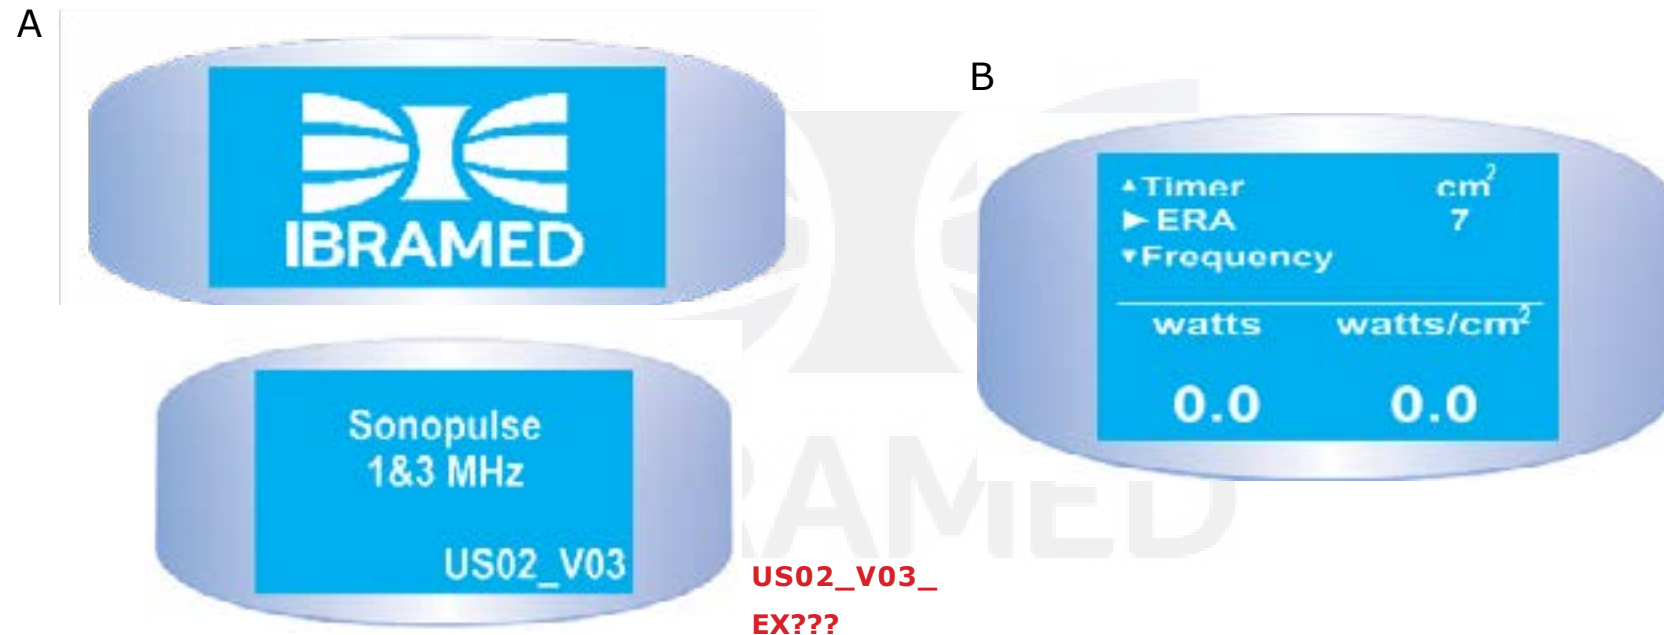 A
IBRAMED
Sonopulse
1&3 MHz
US02_V03
US02_V03_
EX???
B
▲Timer cm²
▶ ERA 7
▼Frequency
watts watts/cm²
0.0 0.0
RAMED